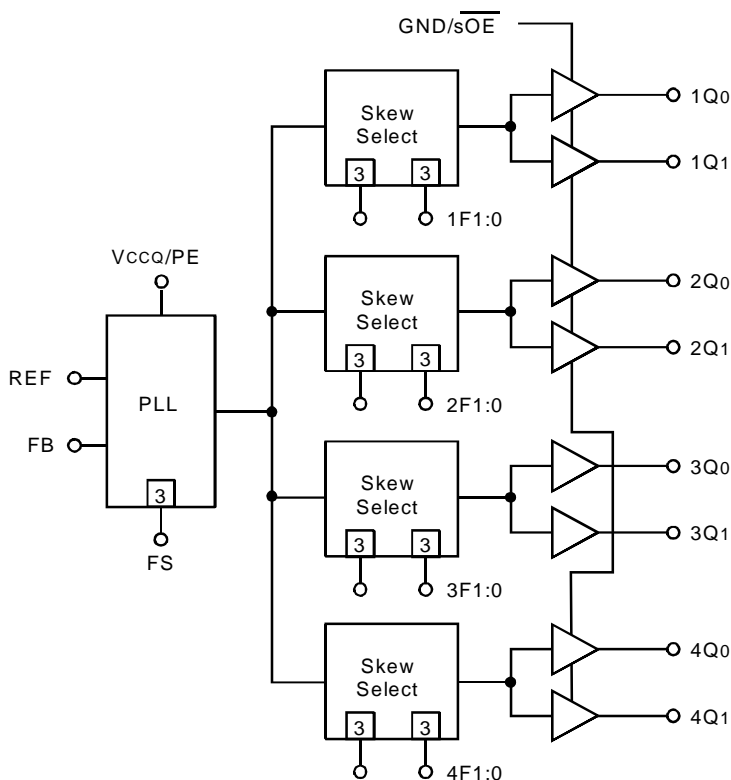 GND/sOE
Skew
Select
3 3
1F1:0
1Q0
1Q1
VCCQ/PE
REF
FB
PLL
3
FS
Skew
Select
3 3
2F1:0
2Q0
2Q1
Skew
Select
3 3
3F1:0
3Q0
3Q1
Skew
Select
3 3
4F1:0
4Q0
4Q1